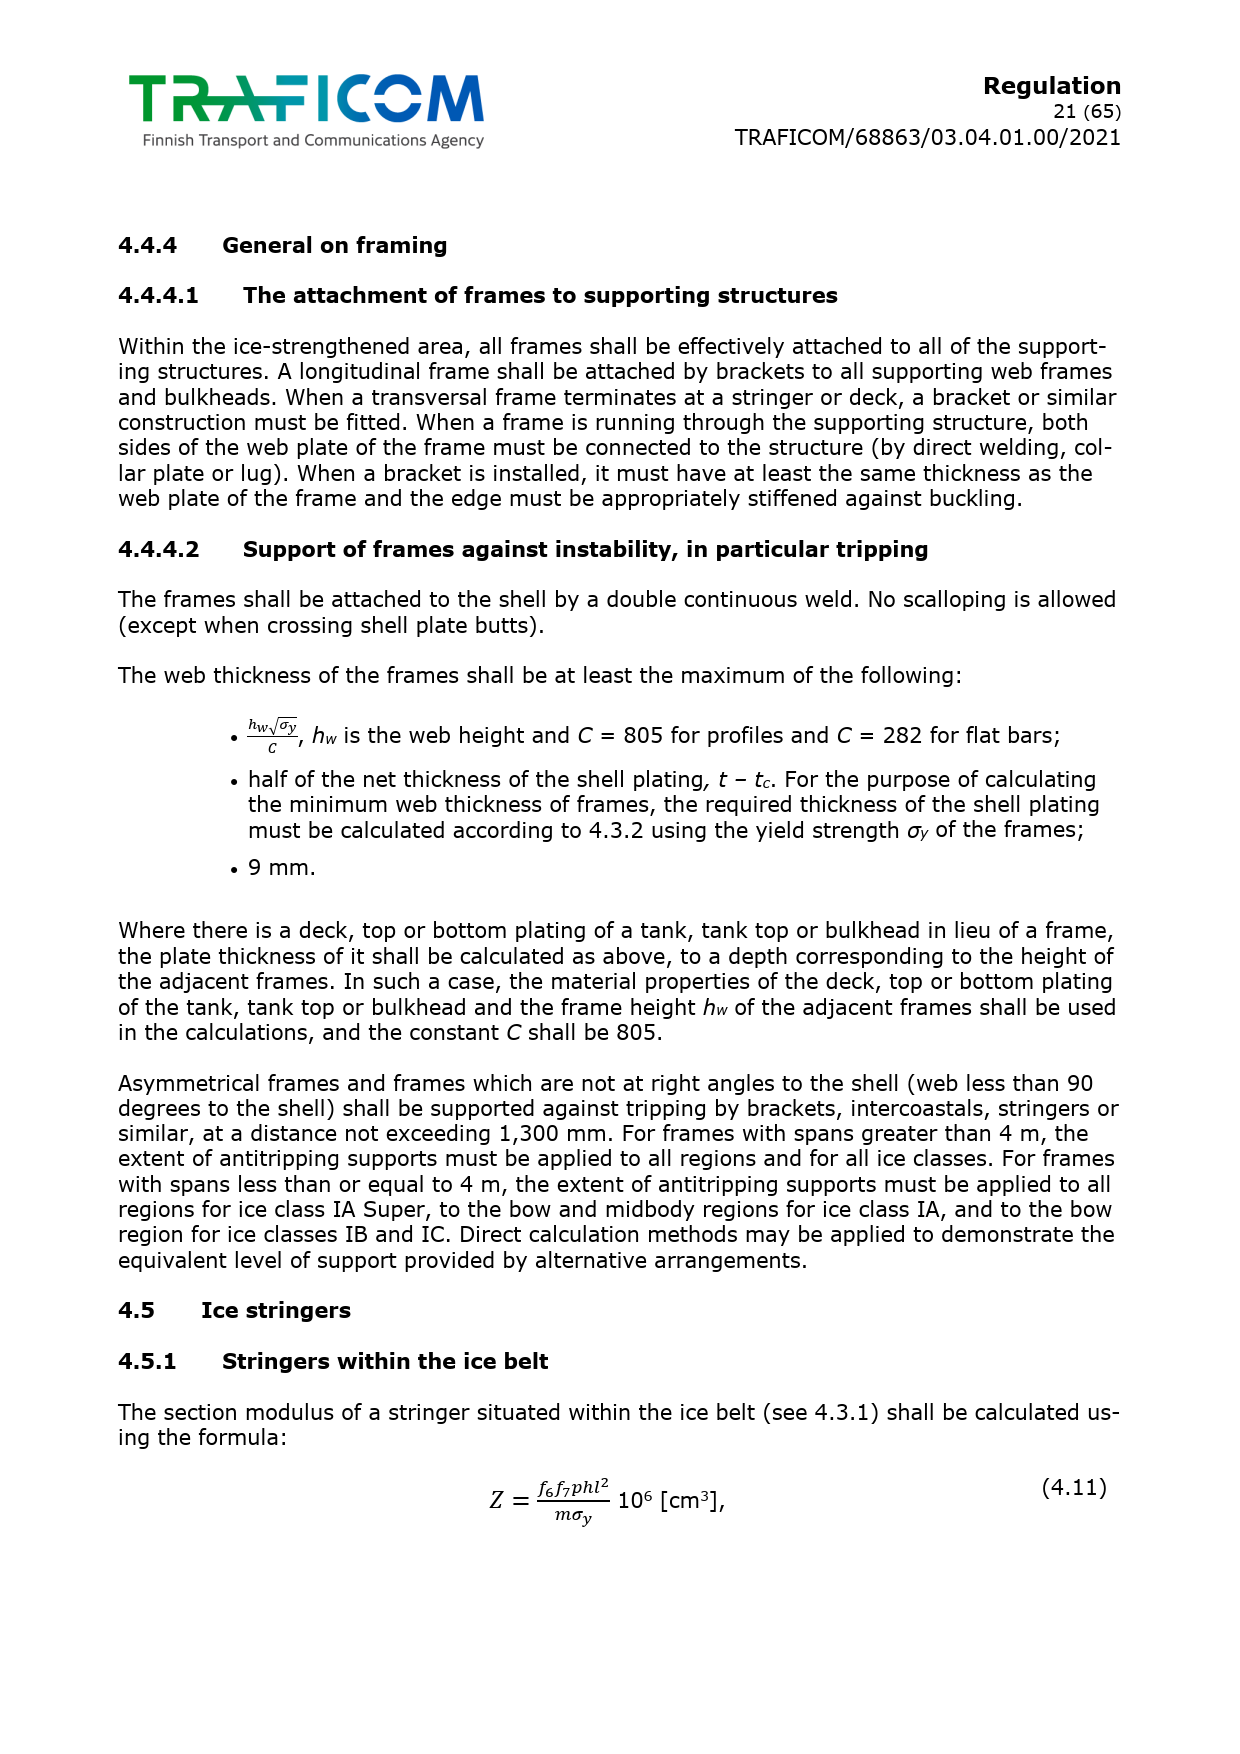 TRAFICOM
Finnish Transport and Communications Agency
Regulation
21 (65)
TRAFICOM/68863/03.04.01.00/2021
4.4.4 General on framing
4.4.4.1 The attachment of frames to supporting structures
Within the ice-strengthened area, all frames shall be effectively attached to all of the support-
ing structures. A longitudinal frame shall be attached by brackets to all supporting web frames
and bulkheads. When a transversal frame terminates at a stringer or deck, a bracket or similar
construction must be fitted. When a frame is running through the supporting structure, both
sides of the web plate of the frame must be connected to the structure (by direct welding, col-
lar plate or lug). When a bracket is installed, it must have at least the same thickness as the
web plate of the frame and the edge must be appropriately stiffened against buckling.
4.4.4.2 Support of frames against instability, in particular tripping
The frames shall be attached to the shell by a double continuous weld. No scalloping is allowed
(except when crossing shell plate butts).
The web thickness of the frames shall be at least the maximum of the following:
• h_w√σ_y / C, h_w is the web height and C = 805 for profiles and C = 282 for flat bars;
• half of the net thickness of the shell plating, t – t_c. For the purpose of calculating
the minimum web thickness of frames, the required thickness of the shell plating
must be calculated according to 4.3.2 using the yield strength σ_y of the frames;
• 9 mm.
Where there is a deck, top or bottom plating of a tank, tank top or bulkhead in lieu of a frame,
the plate thickness of it shall be calculated as above, to a depth corresponding to the height of
the adjacent frames. In such a case, the material properties of the deck, top or bottom plating
of the tank, tank top or bulkhead and the frame height h_w of the adjacent frames shall be used
in the calculations, and the constant C shall be 805.
Asymmetrical frames and frames which are not at right angles to the shell (web less than 90
degrees to the shell) shall be supported against tripping by brackets, intercoastals, stringers or
similar, at a distance not exceeding 1,300 mm. For frames with spans greater than 4 m, the
extent of antitripping supports must be applied to all regions and for all ice classes. For frames
with spans less than or equal to 4 m, the extent of antitripping supports must be applied to all
regions for ice class IA Super, to the bow and midbody regions for ice class IA, and to the bow
region for ice classes IB and IC. Direct calculation methods may be applied to demonstrate the
equivalent level of support provided by alternative arrangements.
4.5 Ice stringers
4.5.1 Stringers within the ice belt
The section modulus of a stringer situated within the ice belt (see 4.3.1) shall be calculated us-
ing the formula:
Z = f₆f₇phl² / mσ_y 10⁶ [cm³], (4.11)